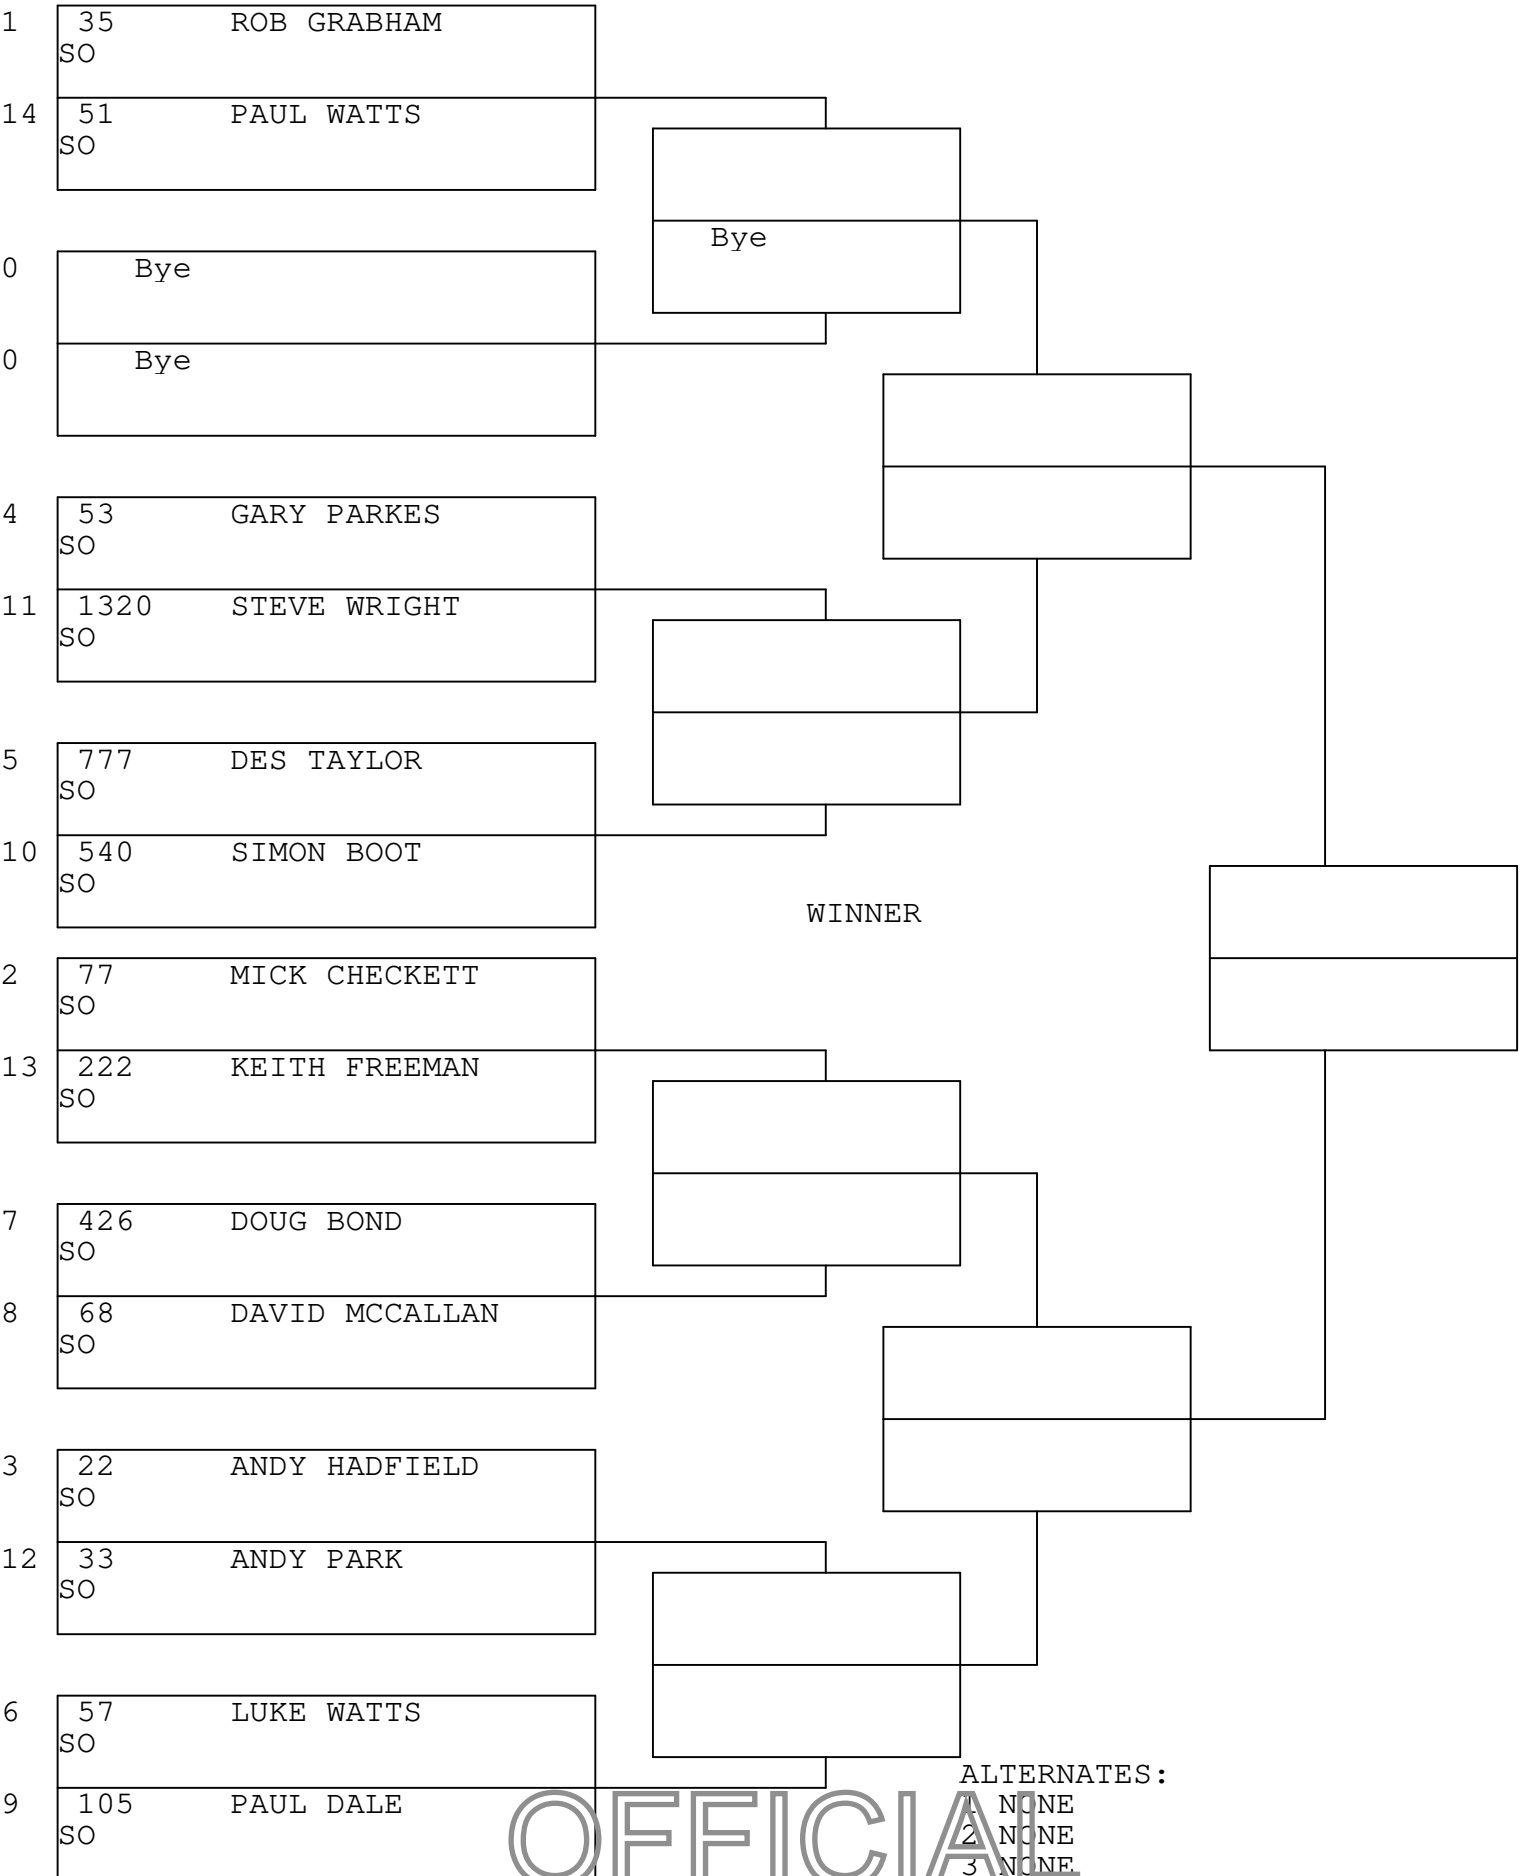 1 35 ROB GRABHAM
SO
14 51 PAUL WATTS
SO
Bye
0 Bye
0 Bye
4 53 GARY PARKES
SO
11 1320 STEVE WRIGHT
SO
5 777 DES TAYLOR
SO
10 540 SIMON BOOT
SO
WINNER
2 77 MICK CHECKETT
SO
13 222 KEITH FREEMAN
SO
7 426 DOUG BOND
SO
8 68 DAVID MCCALLAN
SO
3 22 ANDY HADFIELD
SO
12 33 ANDY PARK
SO
6 57 LUKE WATTS
SO
9 105 PAUL DALE
SO
ALTERNATES:
1 NONE
2 NONE
3 NONE
OFFICIAL